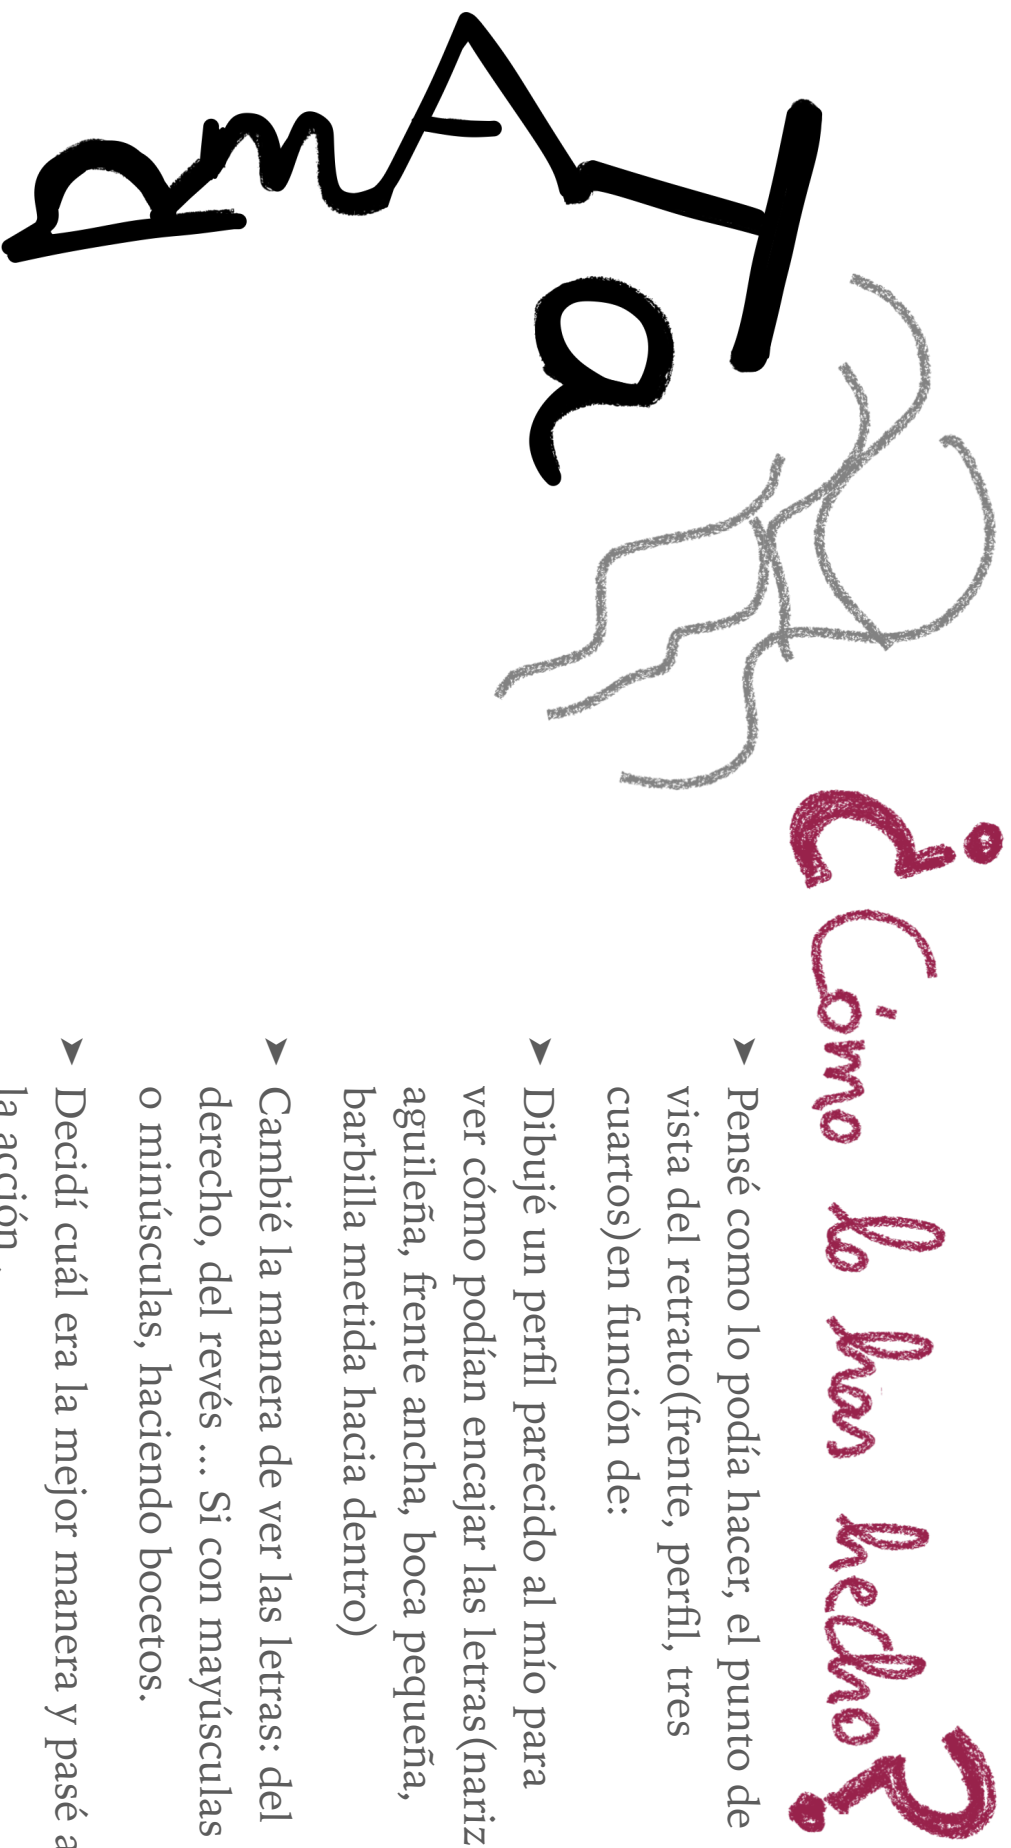 ¿Cómo lo has hecho?
T
a
A
m
R
➤ Pensé como lo podía hacer, el punto de
vista del retrato(frente, perfil, tres
cuartos)en función de:
➤ Dibujé un perfil parecido al mío para
ver cómo podían encajar las letras(nariz
aguileña, frente ancha, boca pequeña,
barbilla metida hacia dentro)
➤ Cambié la manera de ver las letras: del
derecho, del revés ... Si con mayúsculas
o minúsculas, haciendo bocetos.
➤ Decidí cuál era la mejor manera y pasé a
la acción .